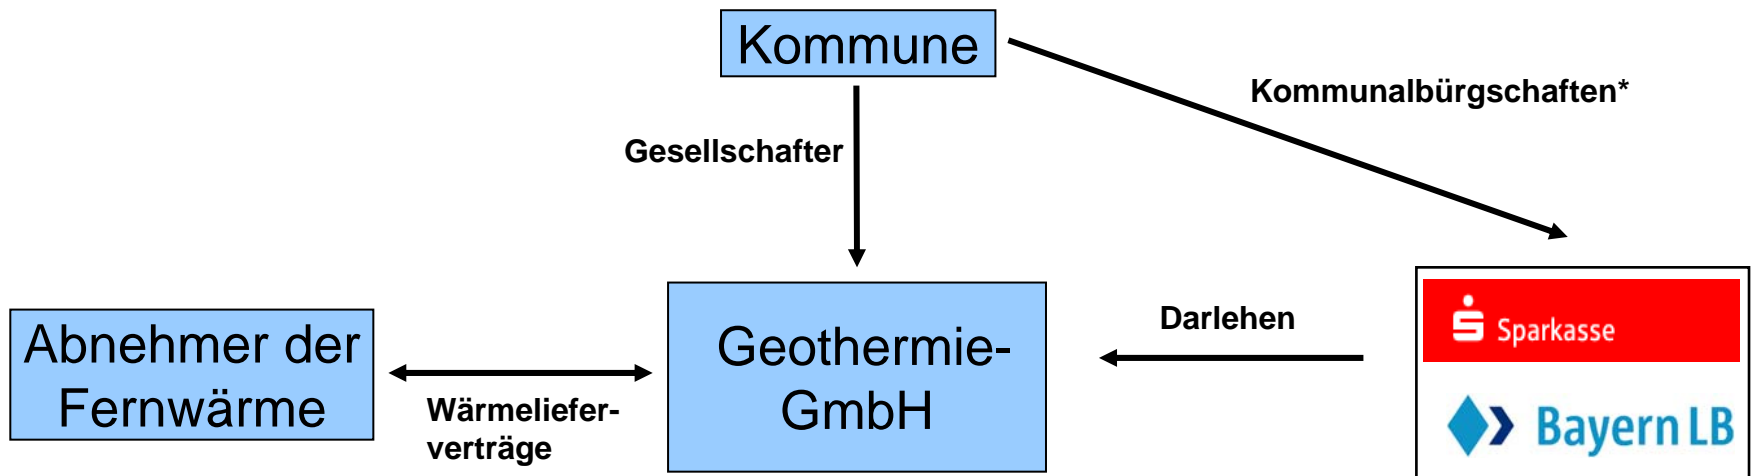 Kommune
Kommunalbürgschaften*
Gesellschafter
Abnehmer der
Fernwärme
Wärmeliefer-
verträge
Geothermie-
GmbH
Darlehen
Sparkasse
Bayern LB